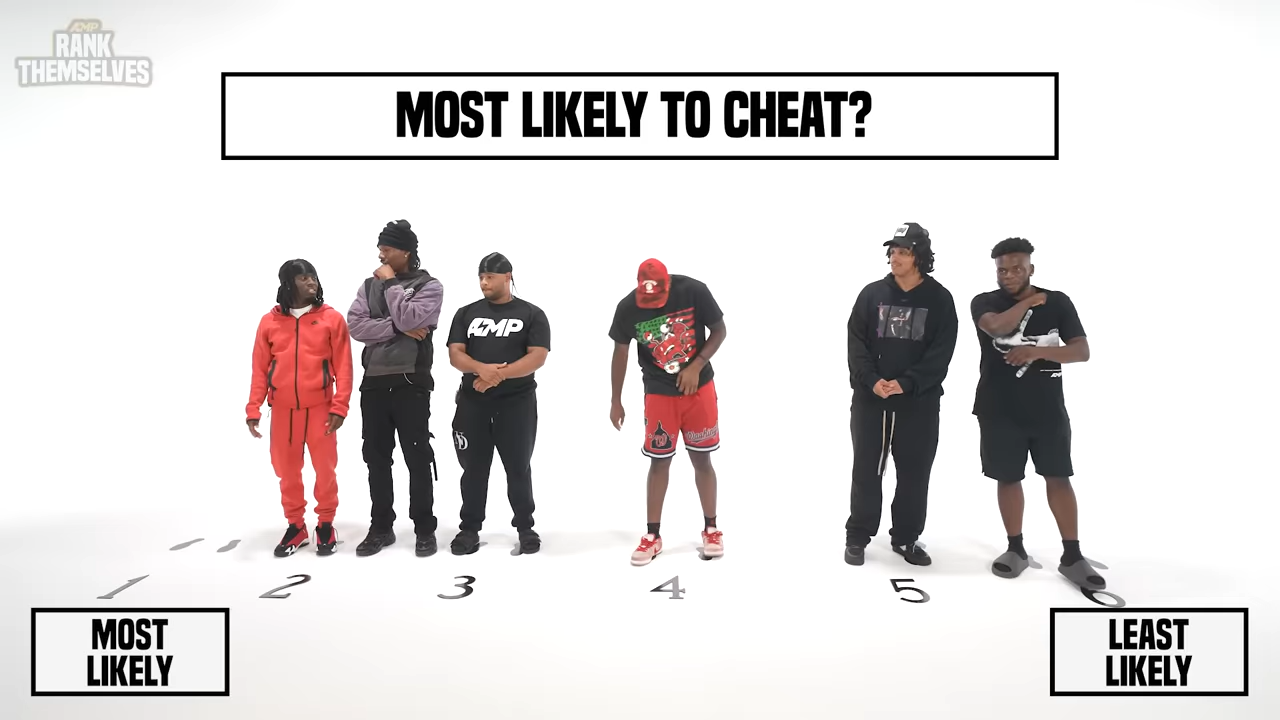 AMP
RANK
THEMSELVES
MOST LIKELY TO CHEAT?
AMP
1
2
3
4
5
6
MOST
LIKELY
LEAST
LIKELY